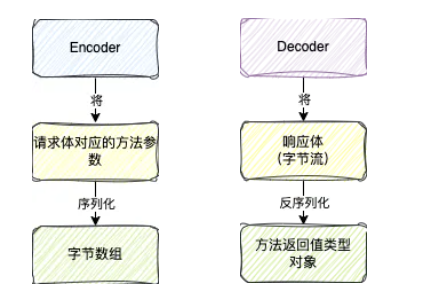 Encoder
将
请求体对应的方法参
数
序列化
字节数组
Decoder
将
响应体
(字节流)
反序列化
方法返回值类型
对象